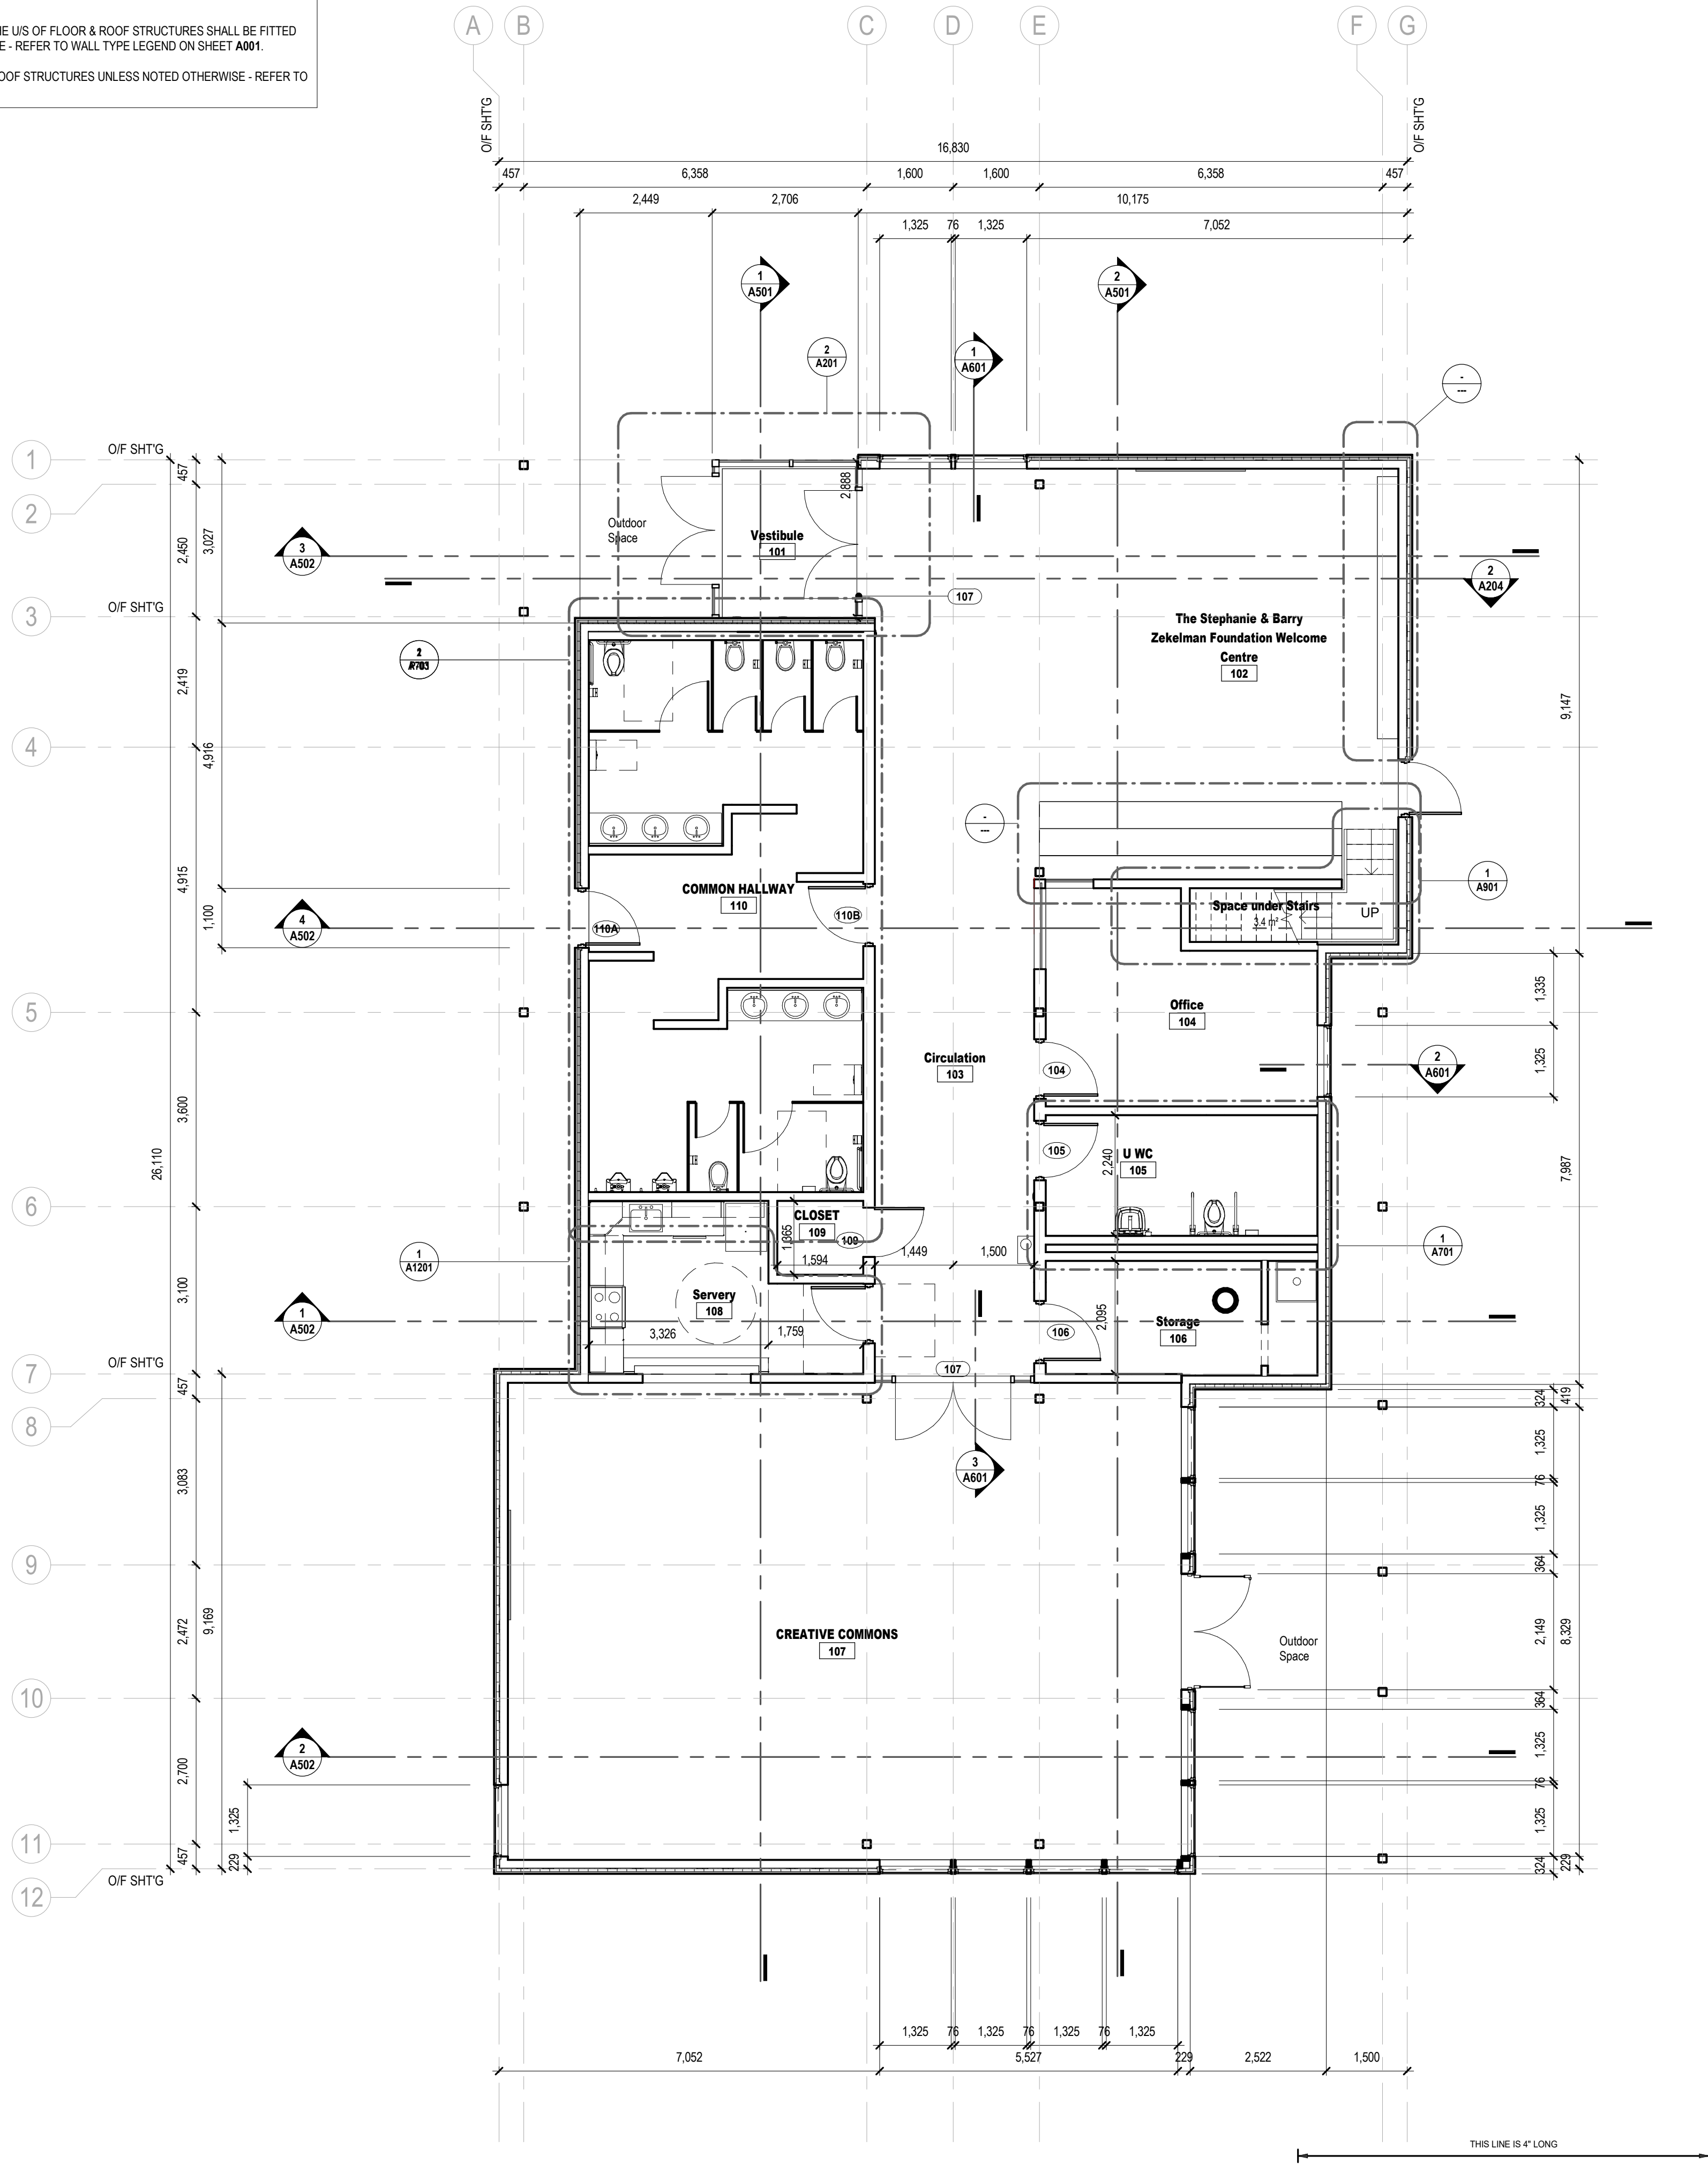 HE U/S OF FLOOR & ROOF STRUCTURES SHALL BE FITTED
E - REFER TO WALL TYPE LEGEND ON SHEET A001.
OOF STRUCTURES UNLESS NOTED OTHERWISE - REFER TO
A
B
C
D
E
F
G
O/F SHT'G
O/F SHT'G
16,830
457
6,358
1,600
1,600
6,358
457
2,449
2,706
10,175
1,325
76
1,325
7,052
1
A501
2
A501
2
A201
1
A601
-
---
1
O/F SHT'G
457
2
2,888
Outdoor
Space
Vestibule
101
3
A502
2,450
3,027
2
A204
3
O/F SHT'G
107
The Stephanie & Barry
Zekelman Foundation Welcome
Centre
102
2,419
9,147
4
4,916
-
---
4,915
COMMON HALLWAY
110
110A
110B
1
A901
Space under Stairs
3.4 m²
UP
4
A502
1,100
5
Office
104
1,335
1,325
Circulation
103
104
2
A601
3,600
26,110
105
U WC
105
2,240
7,987
6
CLOSET
109
109
1,365
1,594
1,449
1,500
1
A701
1
A1201
3,100
Servery
108
3,326
1,759
1
A502
106
2,095
Storage
106
7
O/F SHT'G
107
457
8
324
419
1,325
76
1,325
364
3
A601
3,083
9
2,472
9,169
CREATIVE COMMONS
107
Outdoor
Space
2,149
8,329
10
364
2
A502
2,700
1,325
76
1,325
1,325
11
457
229
324
229
O/F SHT'G
12
1,325
76
1,325
76
1,325
76
1,325
7,052
5,527
229
2,522
1,500
THIS LINE IS 4" LONG